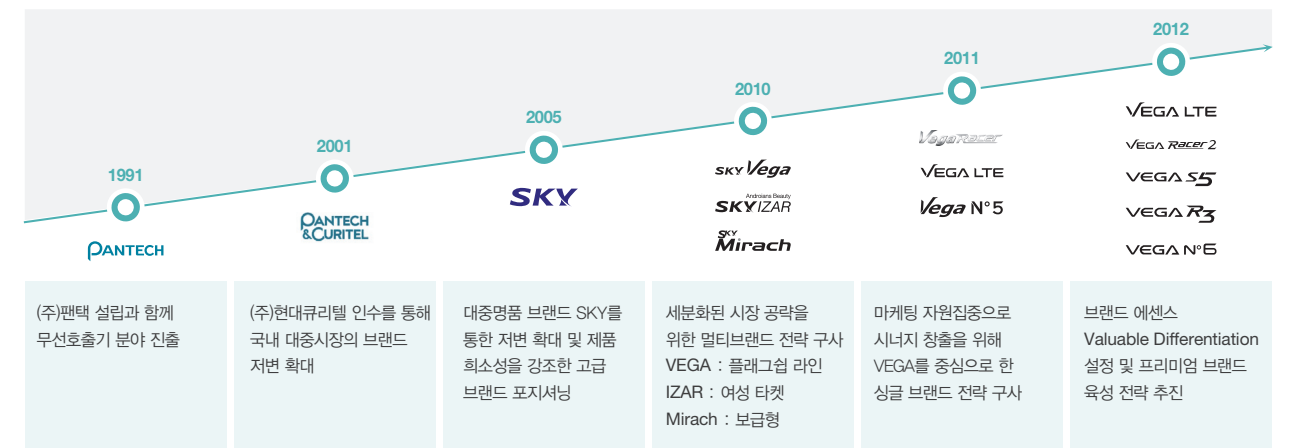 1991
PANTECH
(주)팬택 설립과 함께
무선호출기 분야 진출
2001
PANTECH
&CURITEL
(주)현대큐리텔 인수를 통해
국내 대중시장의 브랜드
저변 확대
2005
SKY
대중명품 브랜드 SKY를
통한 저변 확대 및 제품
희소성을 강조한 고급
브랜드 포지셔닝
2010
SKY Vega
Androians Beauty
SKY IZAR
SKY
Mirach
세분화된 시장 공략을
위한 멀티브랜드 전략 구사
VEGA : 플래그쉽 라인
IZAR : 여성 타켓
Mirach : 보급형
2011
Vega Racer
VEGA LTE
Vega N°5
마케팅 자원집중으로
시너지 창출을 위해
VEGA를 중심으로 한
싱글 브랜드 전략 구사
2012
VEGA LTE
VEGA Racer 2
VEGA S5
VEGA R3
VEGA N°6
브랜드 에센스
Valuable Differentiation
설정 및 프리미엄 브랜드
육성 전략 추진